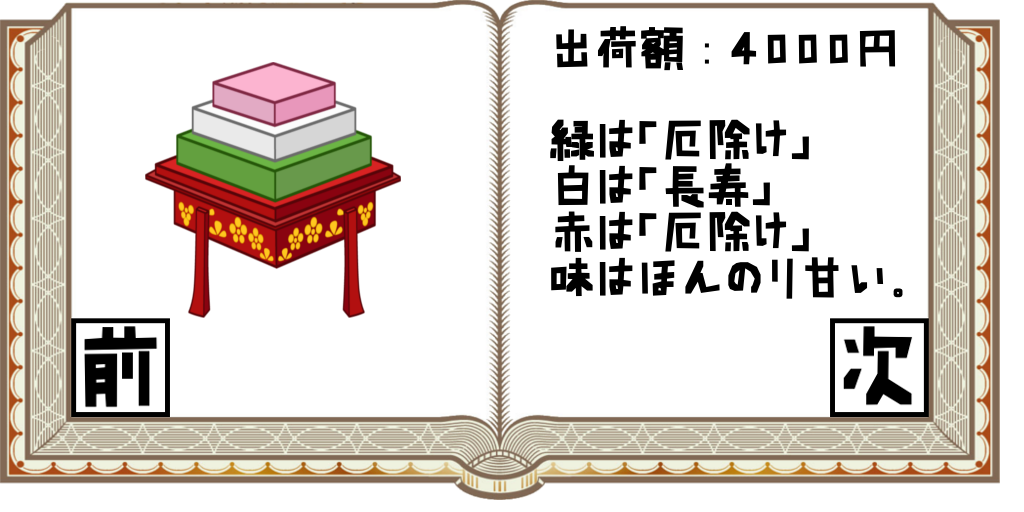 出荷額：4000円
緑は「厄除け」
白は「長寿」
赤は「厄除け」
味はほんのり甘い。
前
次